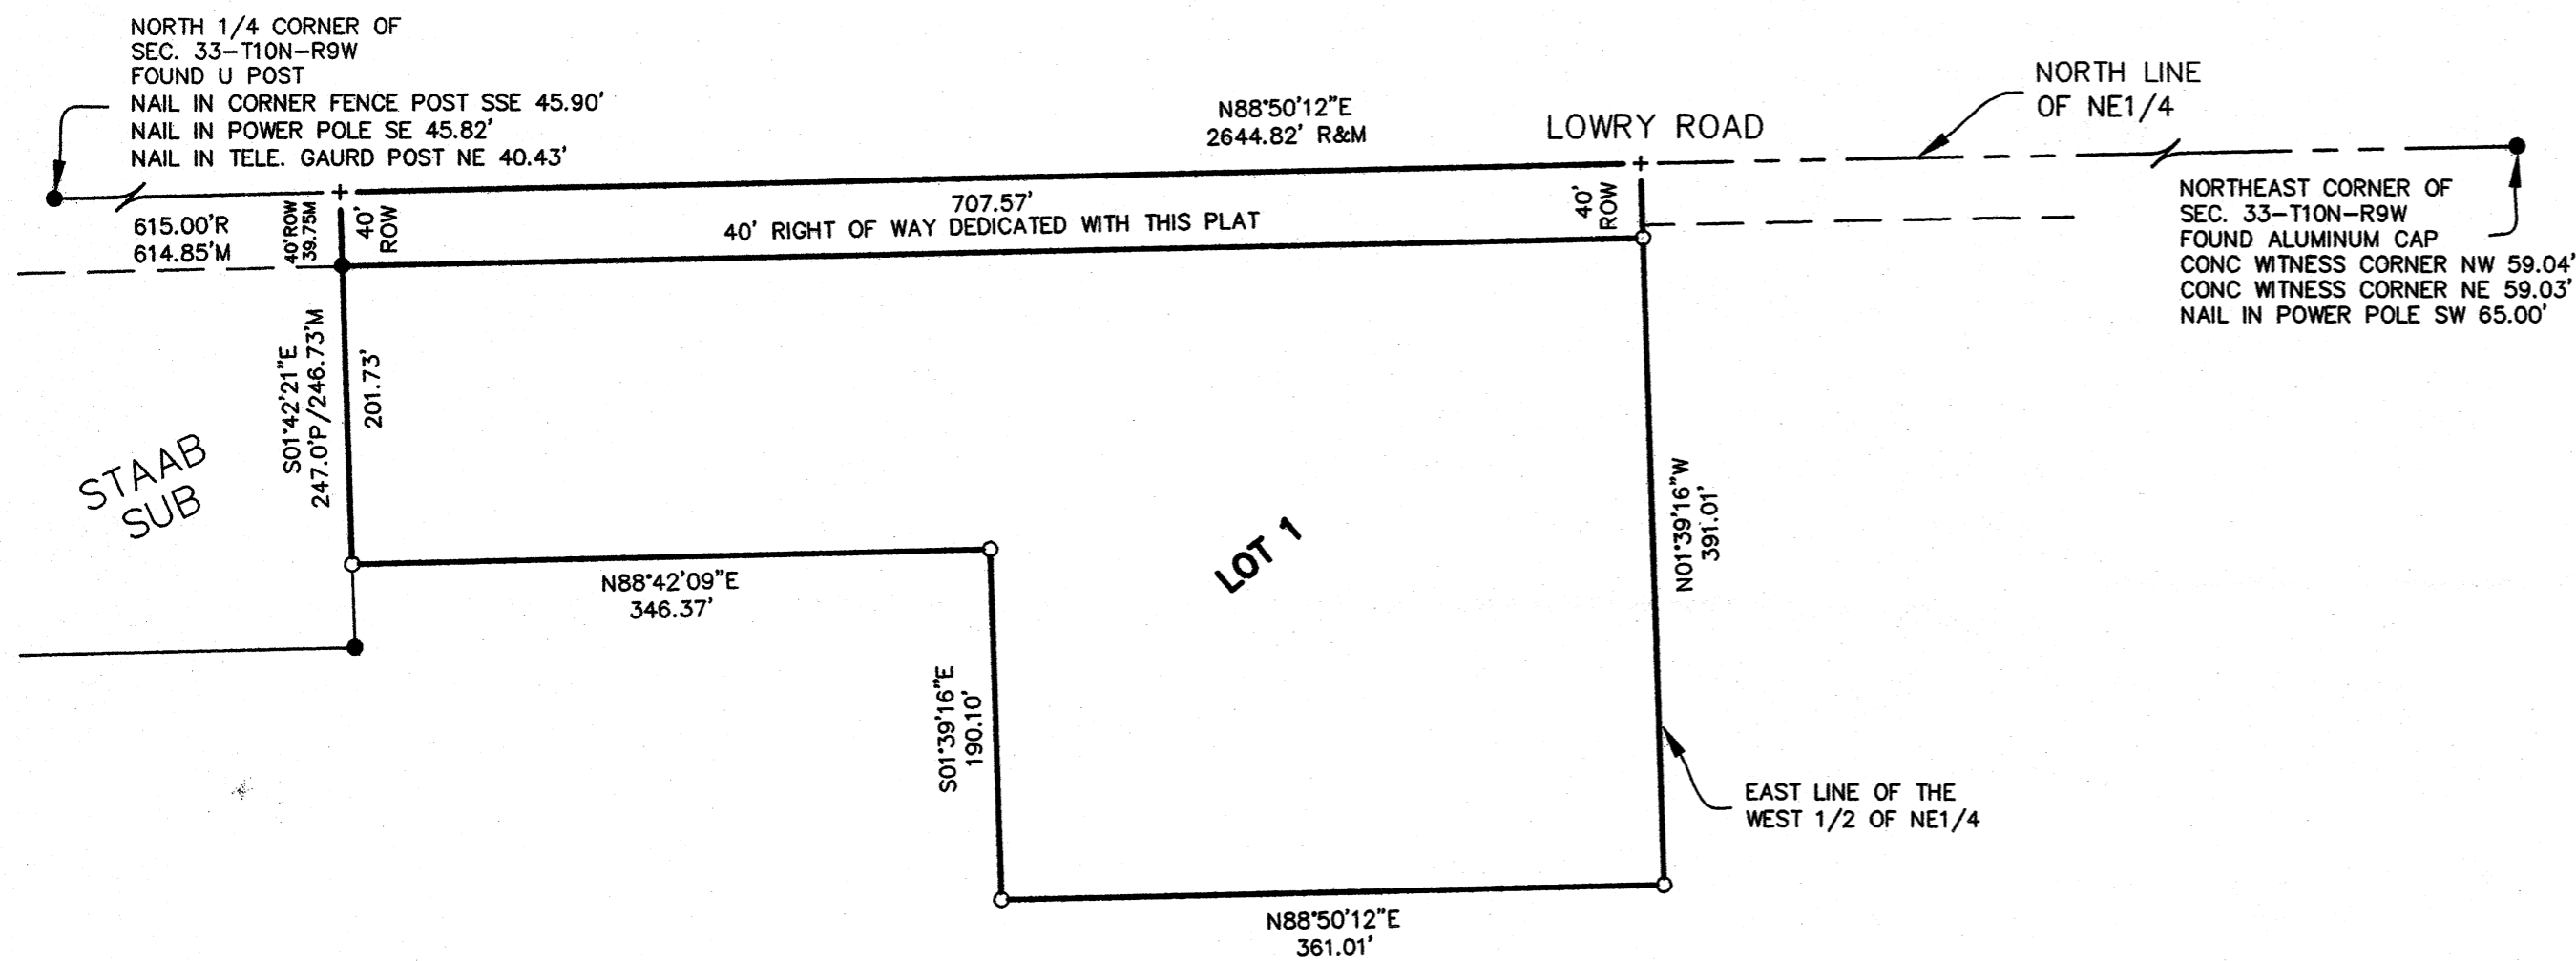 NORTH 1/4 CORNER OF
SEC. 33-T10N-R9W
FOUND U POST
NAIL IN CORNER FENCE POST SSE 45.90'
NAIL IN POWER POLE SE 45.82'
NAIL IN TELE. GAURD POST NE 40.43'
N88°50'12"E
2644.82' R&M
LOWRY ROAD
NORTH LINE
OF NE1/4
615.00'R
614.85'M
40'ROW
39.75M
40'
ROW
707.57'
40' RIGHT OF WAY DEDICATED WITH THIS PLAT
40'
ROW
NORTHEAST CORNER OF
SEC. 33-T10N-R9W
FOUND ALUMINUM CAP
CONC WITNESS CORNER NW 59.04'
CONC WITNESS CORNER NE 59.03'
NAIL IN POWER POLE SW 65.00'
STAAB
SUB
S01°42'21"E
247.0'P/246.73'M
201.73'
N88°42'09"E
346.37'
LOT 1
N01°39'16"W
391.01'
S01°39'16"E
190.10'
EAST LINE OF THE
WEST 1/2 OF NE1/4
N88°50'12"E
361.01'